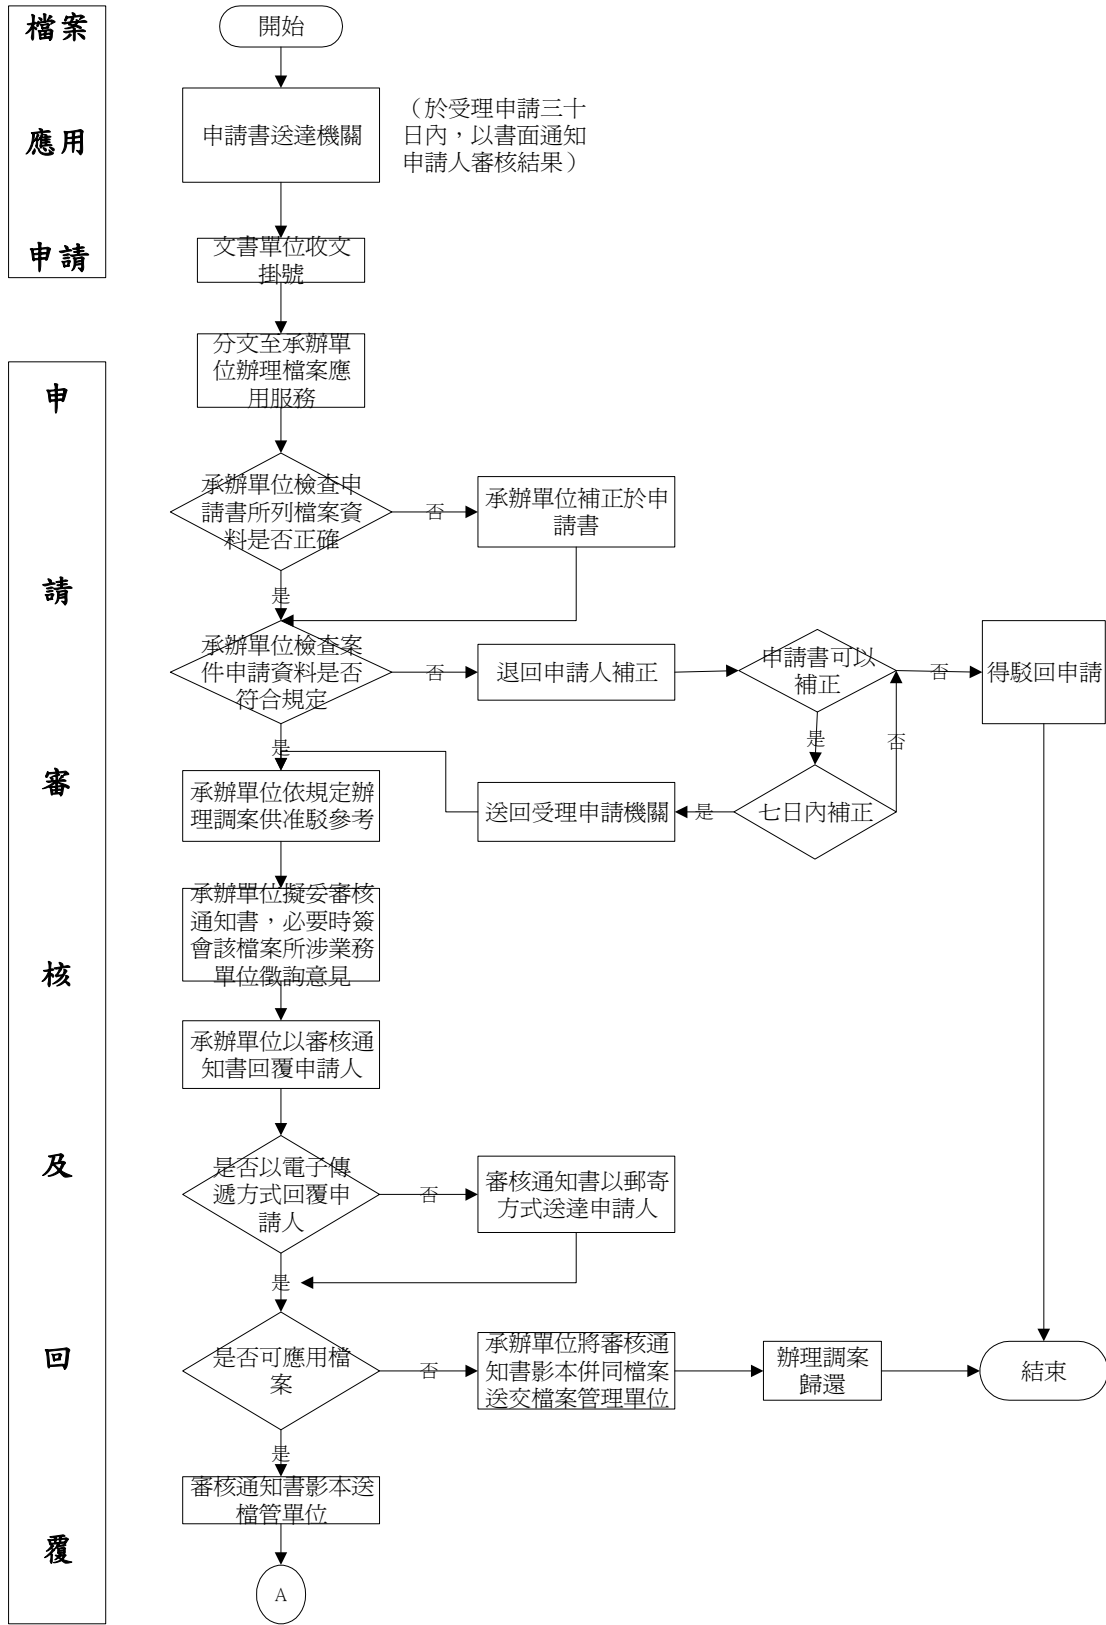 檔案
應用
申請
開始
申請書送達機關
（於受理申請三十
日內，以書面通知
申請人審核結果）
文書單位收文
掛號
分文至承辦單
位辦理檔案應
用服務
申
請
審
核
及
回
覆
承辦單位檢查申
請書所列檔案資
料是否正確
否
承辦單位補正於申
請書
是
承辦單位檢查案
件申請資料是否
符合規定
否
退回申請人補正
申請書可以
補正
否
得駁回申請
是
是
否
承辦單位依規定辦
理調案供准駁參考
送回受理申請機關
是
七日內補正
承辦單位擬妥審核
通知書，必要時簽
會該檔案所涉業務
單位徵詢意見
承辦單位以審核通
知書回覆申請人
是否以電子傳
遞方式回覆申
請人
否
審核通知書以郵寄
方式送達申請人
是
是否可應用檔
案
否
承辦單位將審核通
知書影本併同檔案
送交檔案管理單位
辦理調案
歸還
結束
是
審核通知書影本送
檔管單位
A